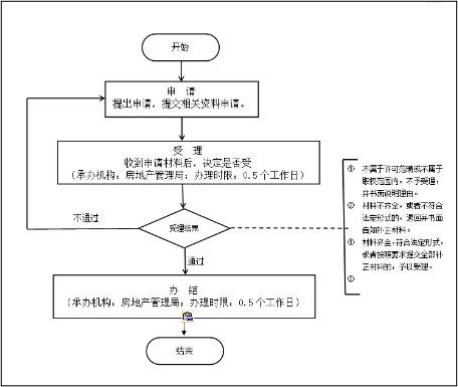 开始
申 请
提出申请，提交相关资料申请。
受 理
收到申请材料后，决定是否受
（承办机构：房地产管理局；办理时限：0.5个工作日）
不通过
受理结果
① 不属于许可范畴或不属于
职权范围内，不予受理，
并书面说明理由。
② 材料不齐全，或者不符合
法定形式的，退回并书面
告知补正材料；
① 材料齐全，符合法定形式，
或者按照要求提交全部补
正材料的，予以受理。
②
通过
办 结
（承办机构：房地产管理局；办理时限：0.5个工作日）
结束